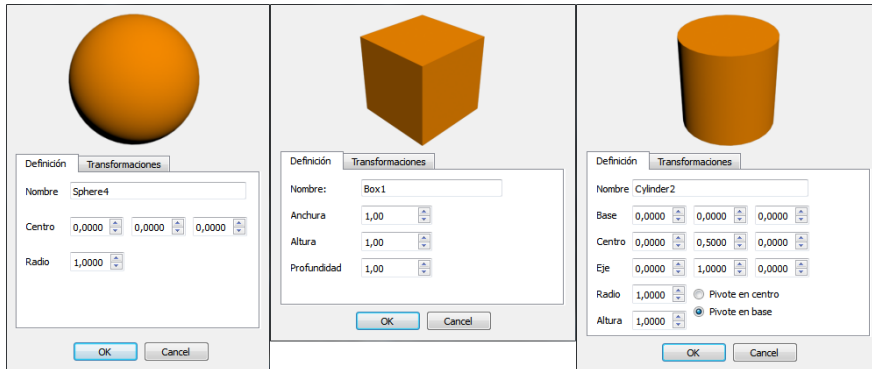 Definición Transformaciones
Nombre Sphere4
Centro 0,0000 0,0000 0,0000
Radio 1,0000
OK Cancel
Definición Transformaciones
Nombre: Box1
Anchura 1,00
Altura 1,00
Profundidad 1,00
OK Cancel
Definición Transformaciones
Nombre Cylinder2
Base 0,0000 0,0000 0,0000
Centro 0,0000 0,5000 0,0000
Eje 0,0000 1,0000 0,0000
Radio 1,0000 Pivote en centro
Pivote en base
Altura 1,0000
OK Cancel